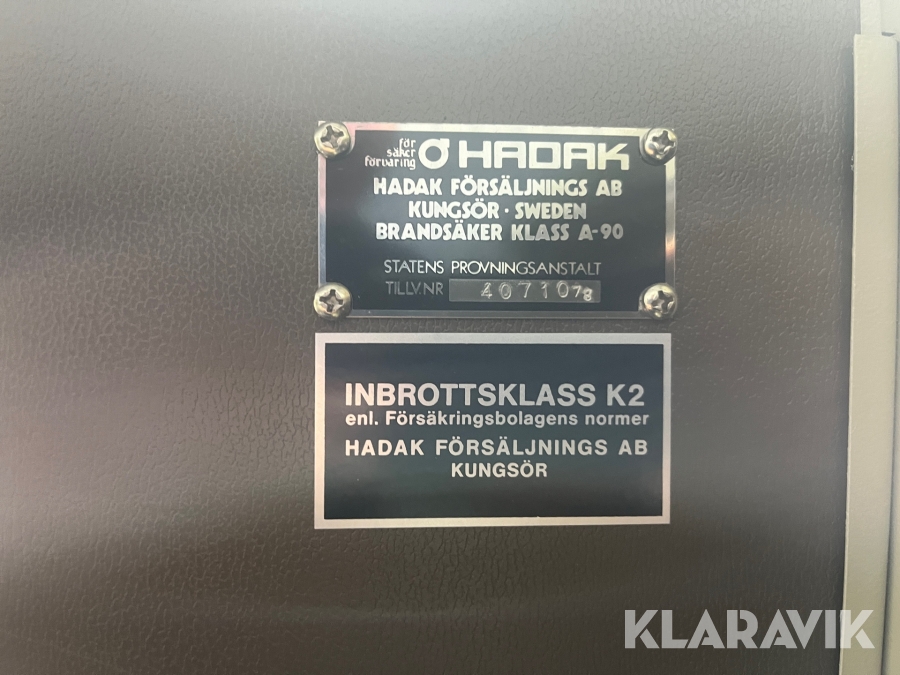 för
säker
förvaring
HADAK
HADAK FÖRSÄLJNINGS AB
KUNGSÖR · SWEDEN
BRANDSÄKER KLASS A-90
STATENS PROVNINGSANSTALT
TILLV.NR 4071078
INBROTTSKLASS K2
enl. Försäkringsbolagens normer
HADAK FÖRSÄLJNINGS AB
KUNGSÖR
KLARAVIK